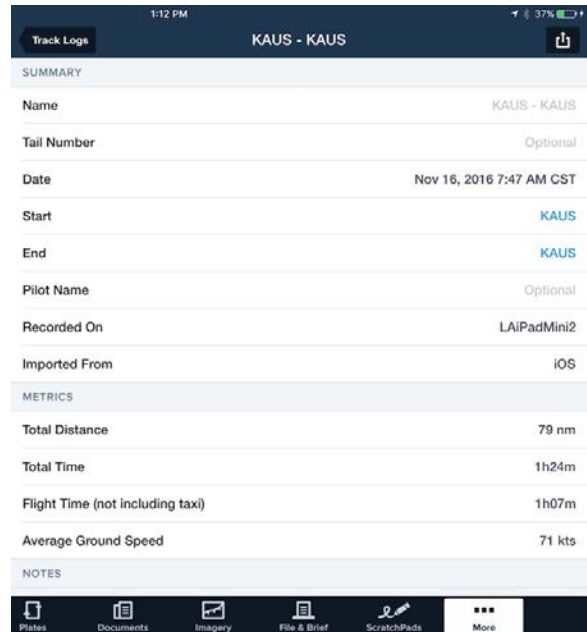 1:12 PM 37%
Track Logs KAUS - KAUS
SUMMARY
Name KAUS - KAUS
Tail Number Optional
Date Nov 16, 2016 7:47 AM CST
Start KAUS
End KAUS
Pilot Name Optional
Recorded On LAiPadMini2
Imported From iOS
METRICS
Total Distance 79 nm
Total Time 1h24m
Flight Time (not including taxi) 1h07m
Average Ground Speed 71 kts
NOTES
Plates Documents Imagery File & Brief ScratchPads More